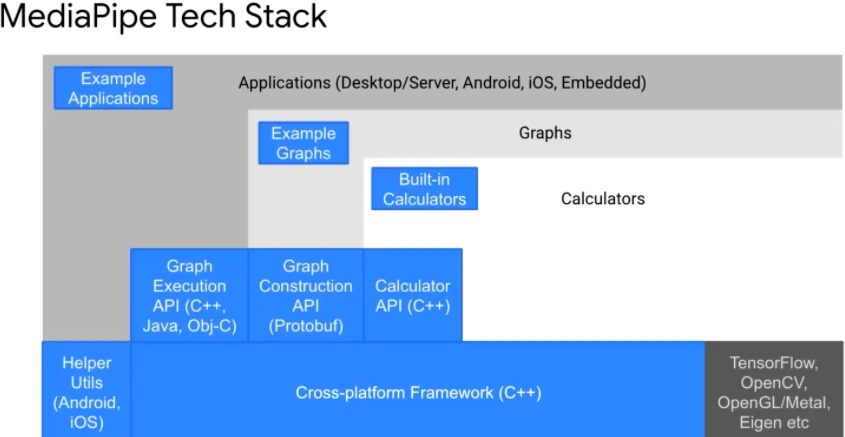 MediaPipe Tech Stack
Example
Applications
Applications (Desktop/Server, Android, iOS, Embedded)
Example
Graphs
Graphs
Built-in
Calculators
Calculators
Graph
Execution
API (C++,
Java, Obj-C)
Graph
Construction
API
(Protobuf)
Calculator
API (C++)
Helper
Utils
(Android,
iOS)
Cross-platform Framework (C++)
TensorFlow,
OpenCV,
OpenGL/Metal,
Eigen etc